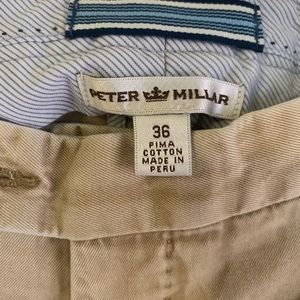 PETER MILLAR
36
PIMA
COTTON
MADE IN
PERU